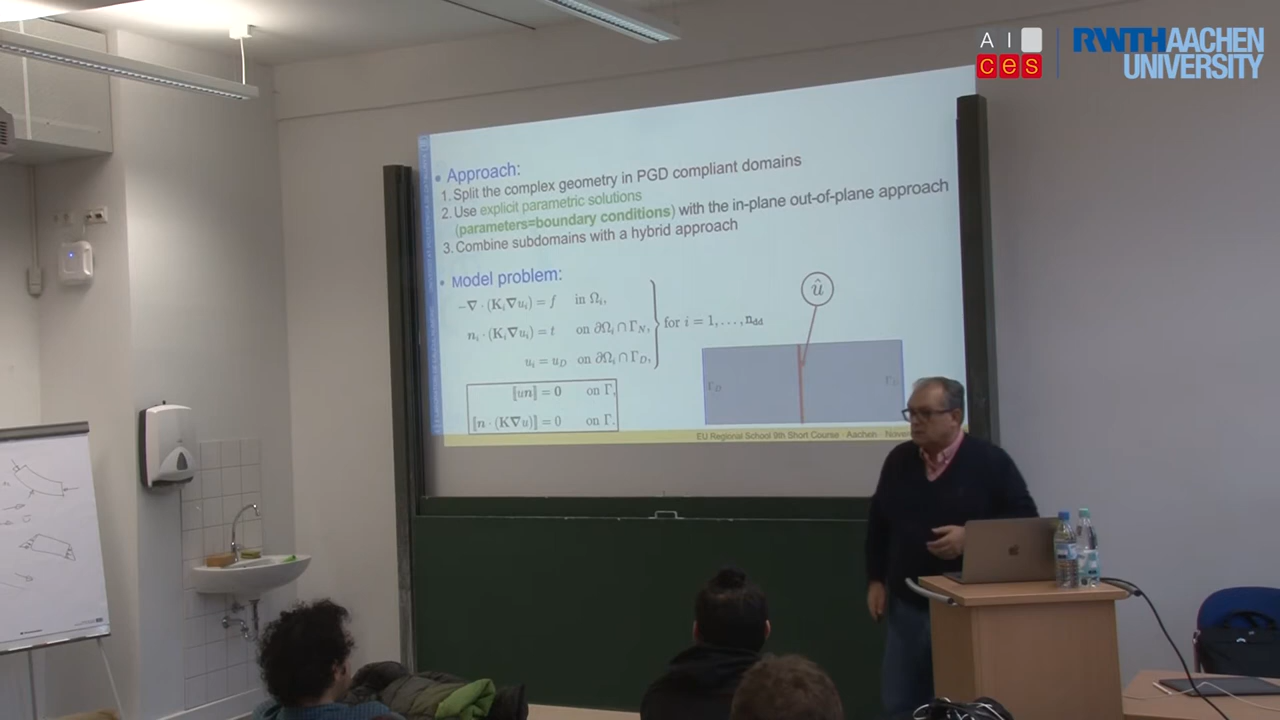 AI
ces
RWTHAACHEN
UNIVERSITY
• Approach:
1. Split the complex geometry in PGD compliant domains
2. Use explicit parametric solutions
(parameters=boundary conditions) with the in-plane out-of-plane approach
3. Combine subdomains with a hybrid approach
• Model problem:
−∇ · (K_i∇u_i) = f in Ω_i,
n_i · (K_i∇u_i) = t on ∂Ω_i ∩ Γ_N,
u_i = u_D on ∂Ω_i ∩ Γ_D,
for i = 1, . . . , n_dd
⟦un⟧ = 0 on Γ,
⟦n · (K∇u)⟧ = 0 on Γ.
û
Γ_D
EU Regional School 9th Short Course · Aachen ·